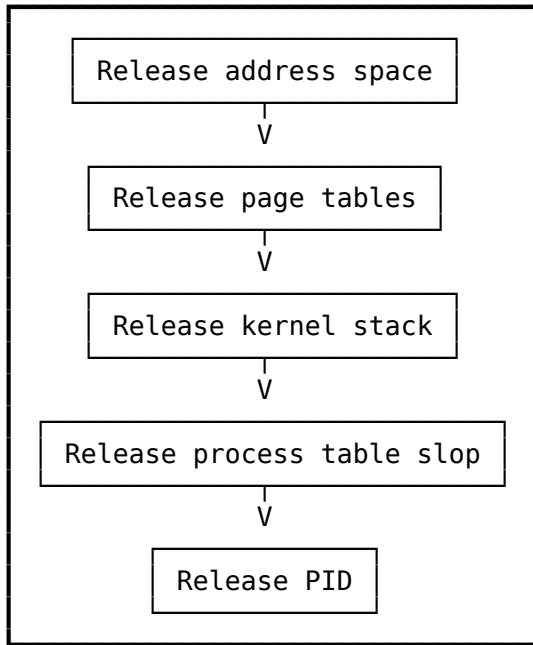 Release address space
V
Release page tables
V
Release kernel stack
V
Release process table slop
V
Release PID